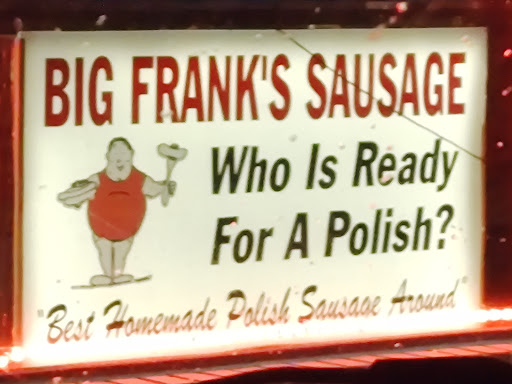 BIG FRANK'S SAUSAGE
Who Is Ready
For A Polish?
"Best Homemade Polish Sausage Around"